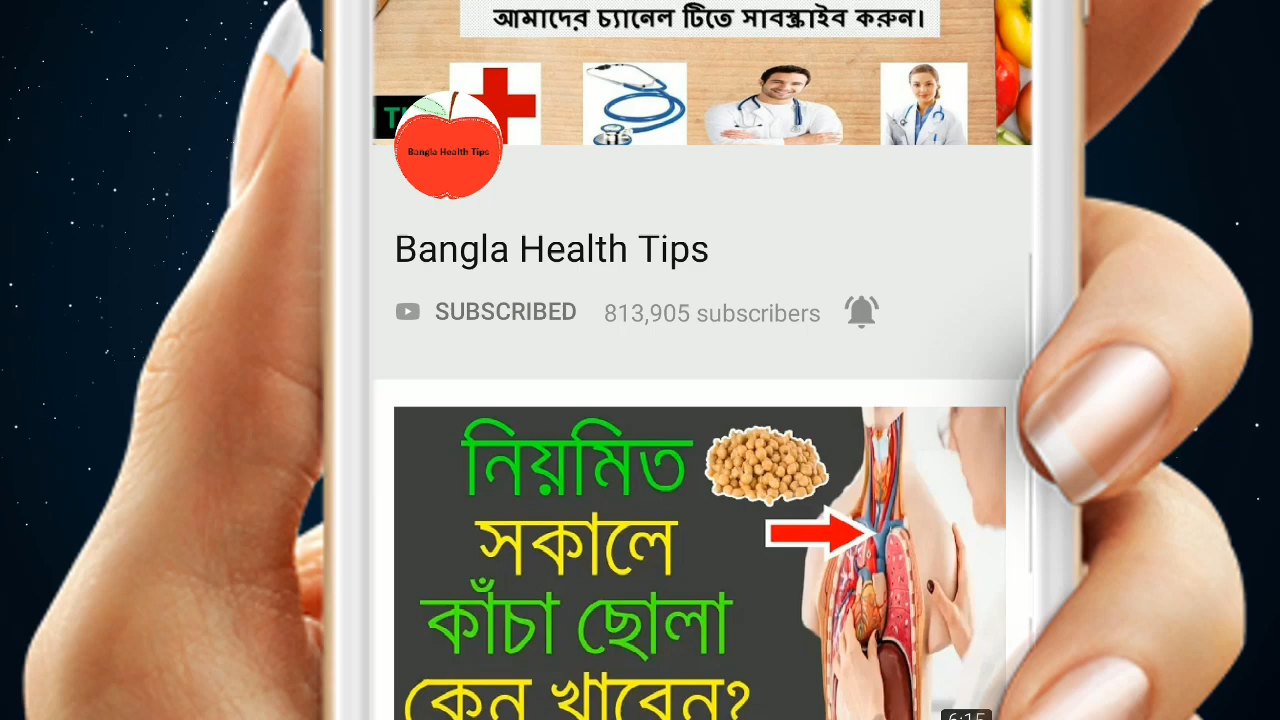 আমাদের চ্যানেল টিতে সাবস্ক্রাইব করুন।
Bangla Health Tips
Bangla Health Tips
SUBSCRIBED 813,905 subscribers
নিয়মিত
সকালে
কাঁচা ছোলা
কেন খাবেন?
6:15